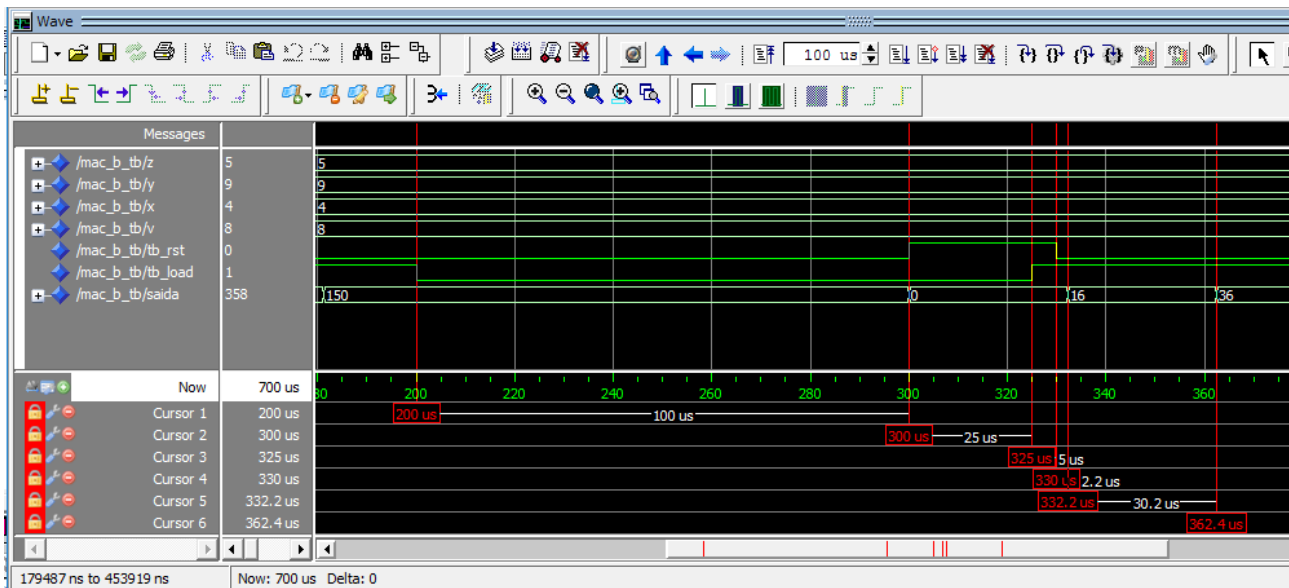 Wave
100 us
Messages
/mac_b_tb/z 5 5
/mac_b_tb/y 9 9
/mac_b_tb/x 4 4
/mac_b_tb/v 8 8
/mac_b_tb/tb_rst 0
/mac_b_tb/tb_load 1
/mac_b_tb/saida 358 150 0 16 36
Now 700 us 80 200 220 240 260 280 300 320 340 360
Cursor 1 200 us 200 us 100 us
Cursor 2 300 us 300 us 25 us
Cursor 3 325 us 325 us 5 us
Cursor 4 330 us 330 us 2.2 us
Cursor 5 332.2 us 332.2 us 30.2 us
Cursor 6 362.4 us 362.4 us
179487 ns to 453919 ns Now: 700 us Delta: 0